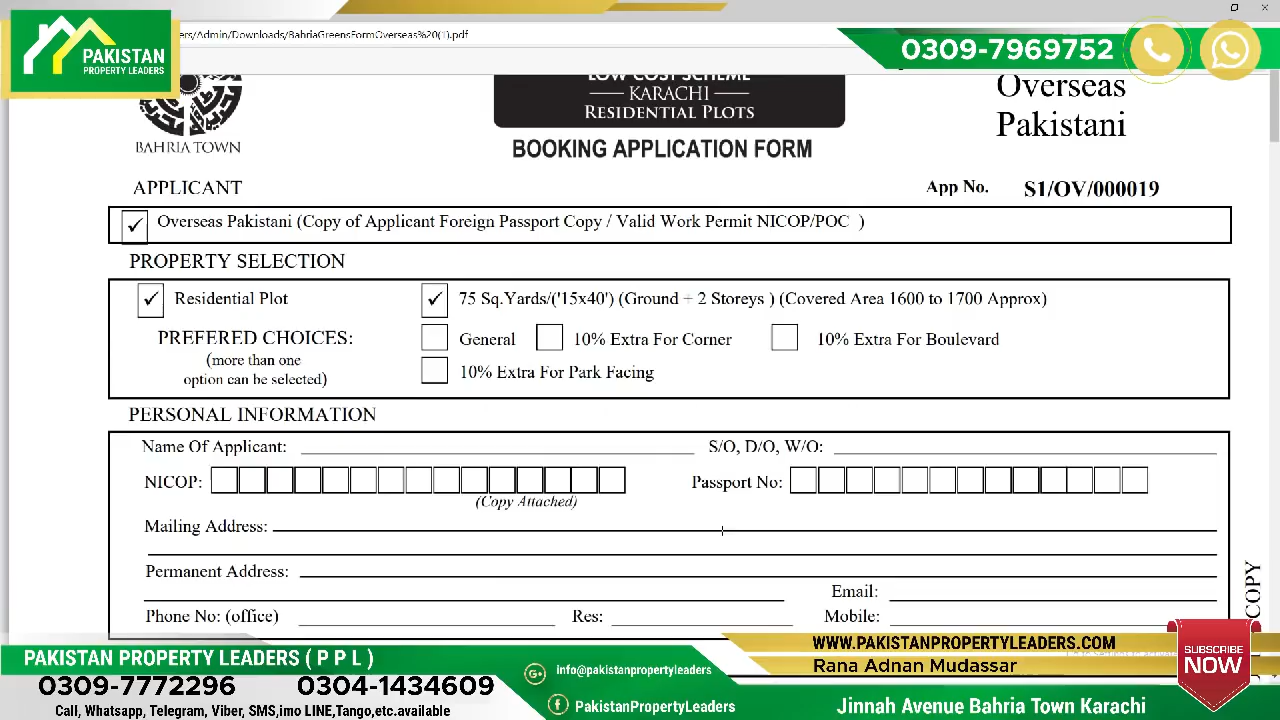 ers/Admin/Downloads/BahriaGreensFormOverseas%20(1).pdf
PAKISTAN
PROPERTY LEADERS
0309-7969752
LOW COST SCHEME
KARACHI
RESIDENTIAL PLOTS
BAHRIA TOWN
BOOKING APPLICATION FORM
Overseas
Pakistani
APPLICANT
App No. S1/OV/000019
Overseas Pakistani (Copy of Applicant Foreign Passport Copy / Valid Work Permit NICOP/POC )
PROPERTY SELECTION
Residential Plot
75 Sq.Yards/('15x40') (Ground + 2 Storeys ) (Covered Area 1600 to 1700 Approx)
PREFERRED CHOICES:
(more than one
option can be selected)
General
10% Extra For Corner
10% Extra For Boulevard
10% Extra For Park Facing
PERSONAL INFORMATION
Name Of Applicant:
S/O, D/O, W/O:
NICOP:
(Copy Attached)
Passport No:
Mailing Address:
Permanent Address:
Email:
Phone No: (office)
Res:
Mobile:
COPY
PAKISTAN PROPERTY LEADERS ( P P L )
0309-7772296 0304-1434609
Call, Whatsapp, Telegram, Viber, SMS,imo LINE,Tango,etc.available
info@pakistanpropertyleaders
PakistanPropertyLeaders
WWW.PAKISTANPROPERTYLEADERS.COM
Rana Adnan Mudassar
Jinnah Avenue Bahria Town Karachi
SUBSCRIBE
NOW